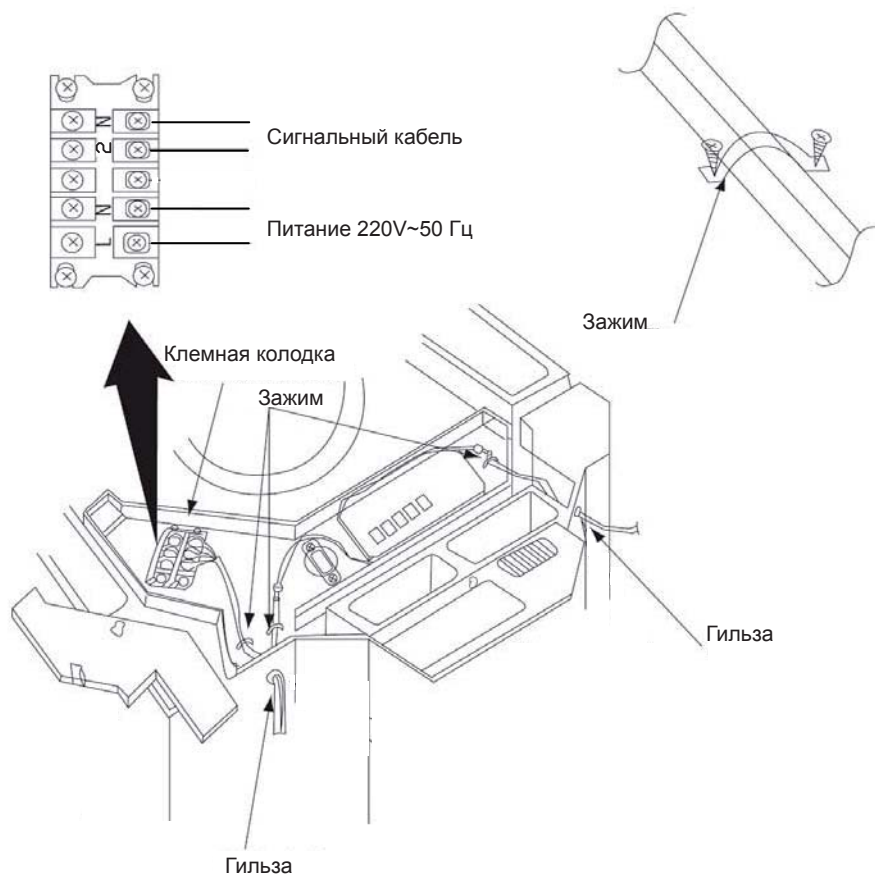 N
Сигнальный кабель
2
N
Питание 220V~50 Гц
L
Зажим
Клемная колодка
Зажим
Гильза
Гильза